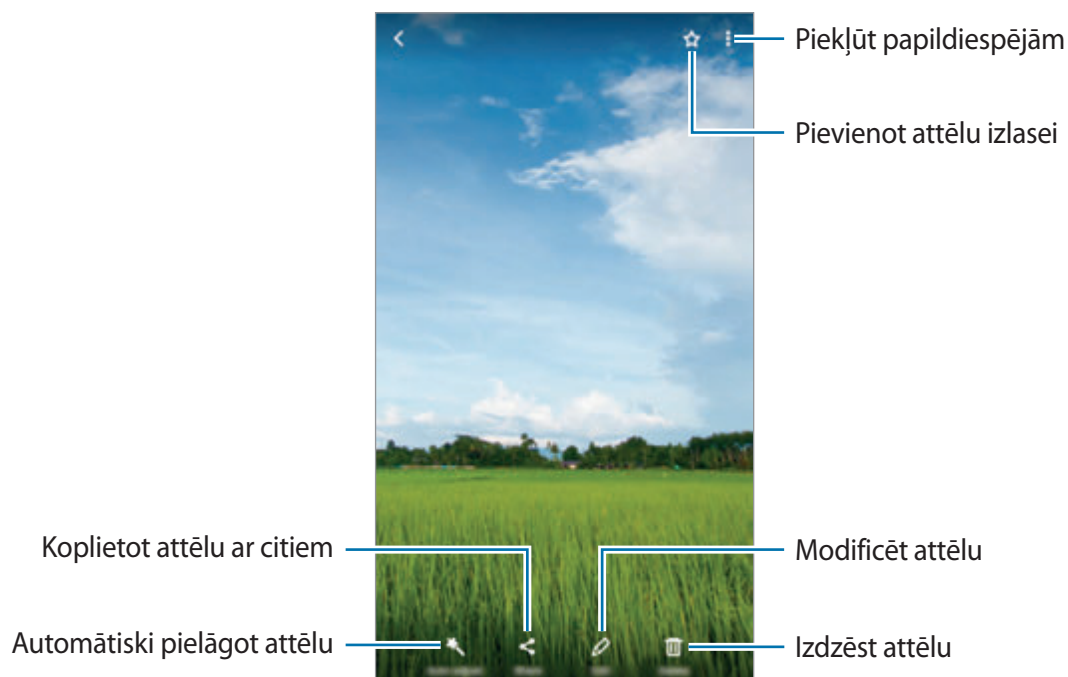 Piekļūt papildiespējām
Pievienot attēlu izlasei
Koplietot attēlu ar citiem
Modificēt attēlu
Automātiski pielāgot attēlu
Izdzēst attēlu